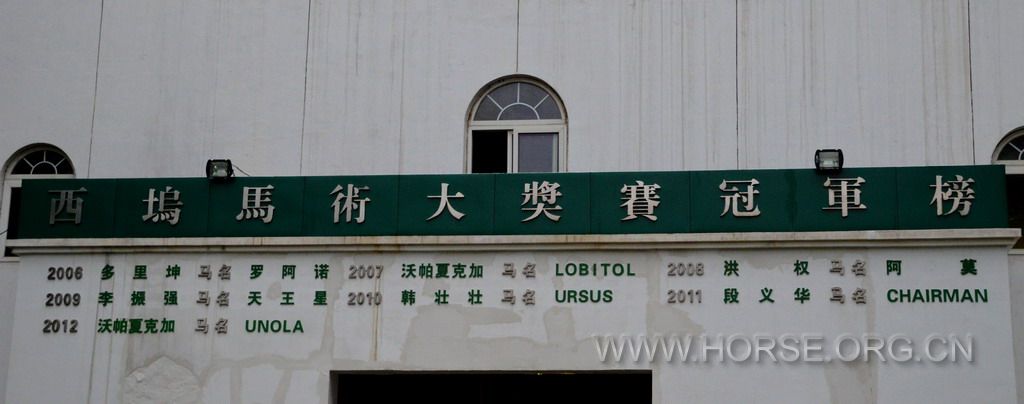 西塢馬術大獎賽冠軍榜
2006 多里坤 马名 罗阿诺 2007 沃帕夏克加 马名 LOBITOL 2008 洪 权 马名 阿 莫
2009 李振强 马名 天王星 2010 韩壮壮 马名 URSUS 2011 段义华 马名 CHAIRMAN
2012 沃帕夏克加 马名 UNOLA
WWW.HORSE.ORG.CN